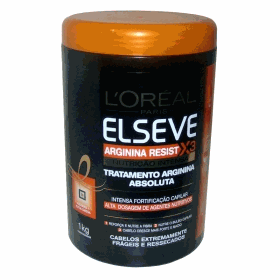 L'ORÉAL
PARIS
ELSEVE
ARGININA RESIST X3
TRATAMENTO ARGININA
ABSOLUTA
INTENSA FORTIFICAÇÃO CAPILAR
ALTA DOSAGEM DE AGENTES NUTRITIVOS
1kg
CABELOS EXTREMAMENTE
FRÁGEIS E RESSECADOS